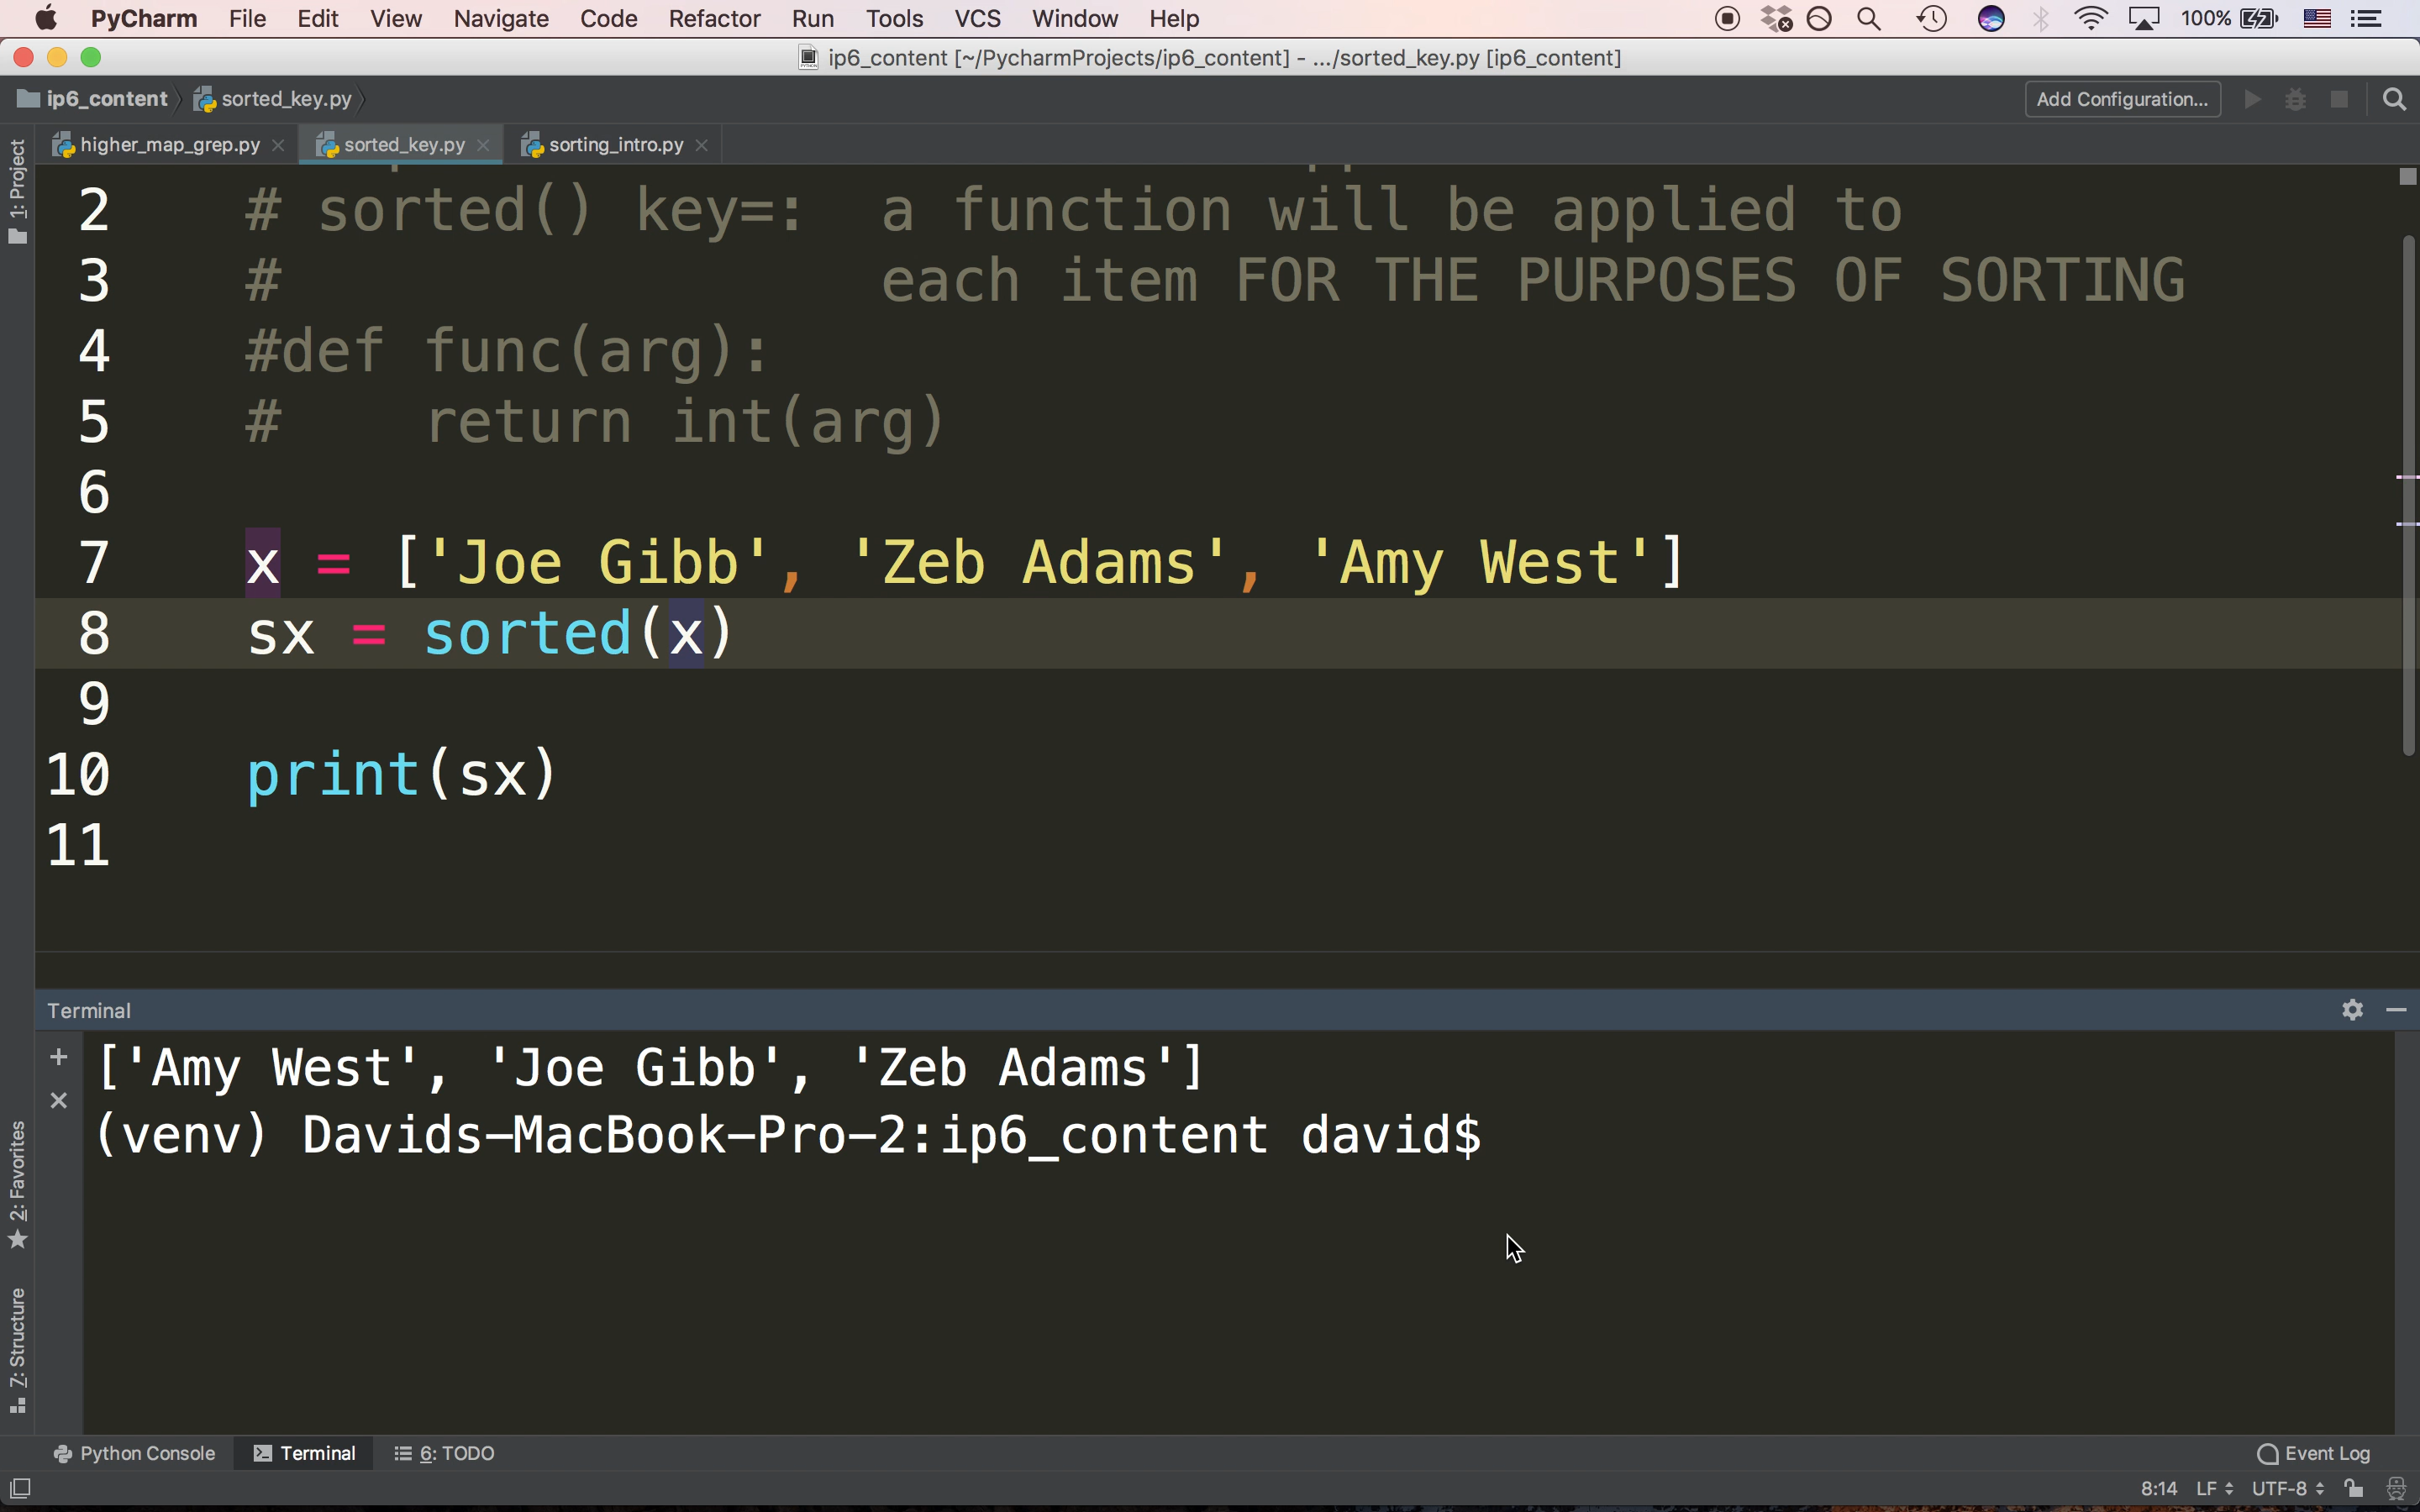 PyCharm File Edit View Navigate Code Refactor Run Tools VCS Window Help 100%
ip6_content [~/PycharmProjects/ip6_content] - .../sorted_key.py [ip6_content]
ip6_content sorted_key.py Add Configuration...
higher_map_grep.py sorted_key.py sorting_intro.py
1: Project
2 # sorted() key=: a function will be applied to
3 # each item FOR THE PURPOSES OF SORTING
4 #def func(arg):
5 # return int(arg)
6
7 x = ['Joe Gibb', 'Zeb Adams', 'Amy West']
8 sx = sorted(x)
9
10 print(sx)
11
Terminal
['Amy West', 'Joe Gibb', 'Zeb Adams']
(venv) Davids-MacBook-Pro-2:ip6_content david$
2: Favorites
7: Structure
Python Console Terminal 6: TODO Event Log
8:14 LF UTF-8